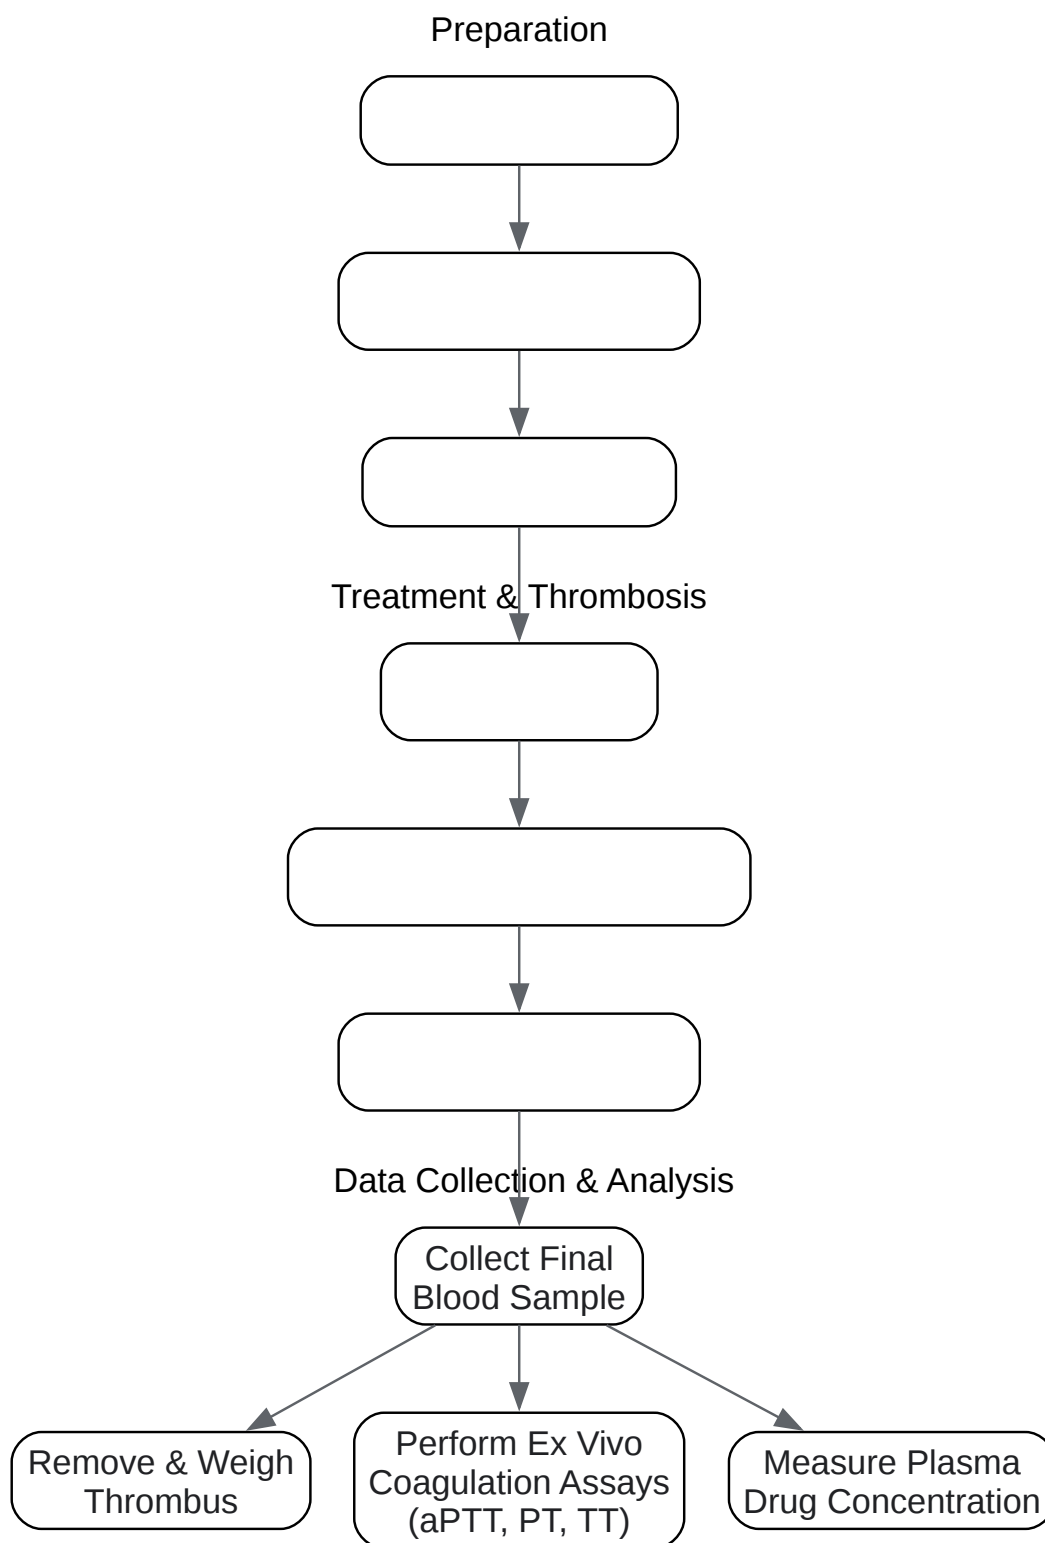 Preparation
Treatment & Thrombosis
Data Collection & Analysis
Collect Final
Blood Sample
Remove & Weigh
Thrombus
Perform Ex Vivo
Coagulation Assays
(aPTT, PT, TT)
Measure Plasma
Drug Concentration